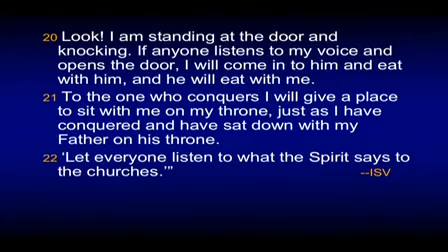 20 Look! I am standing at the door and
knocking. If anyone listens to my voice and
opens the door, I will come in to him and eat
with him, and he will eat with me.
21 To the one who conquers I will give a place
to sit with me on my throne, just as I have
conquered and have sat down with my
Father on his throne.
22 ‘Let everyone listen to what the Spirit says to
the churches.’” --ISV